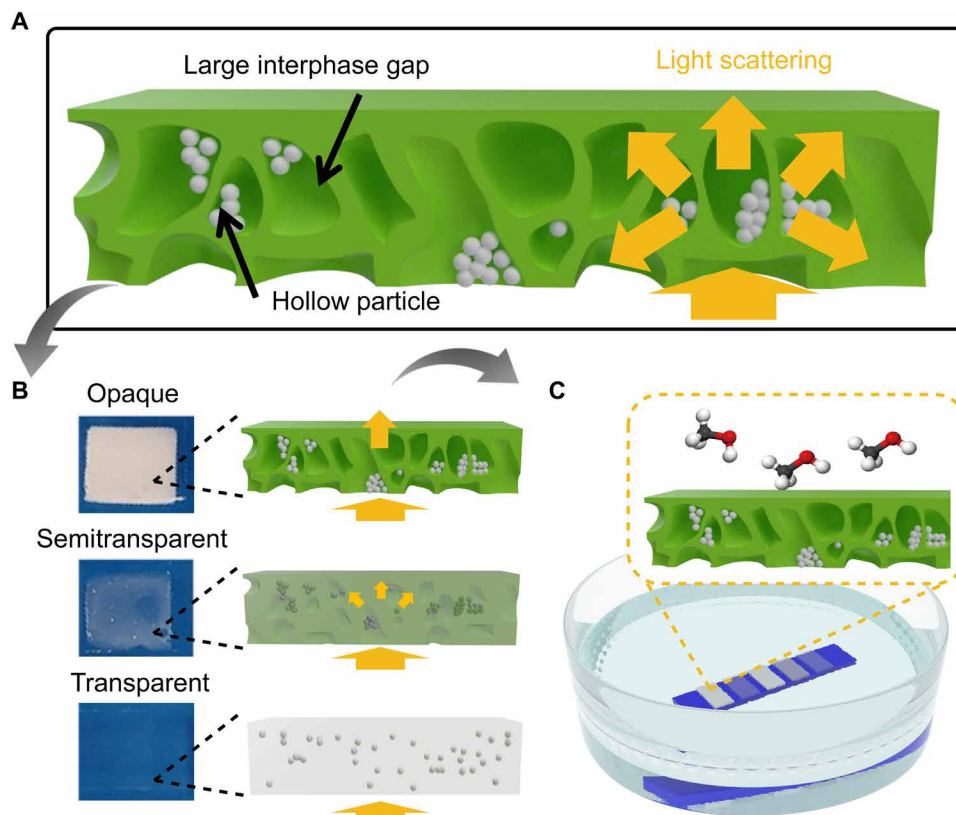 A
Large interphase gap
Light scattering
Hollow particle
B
Opaque
Semitransparent
Transparent
C